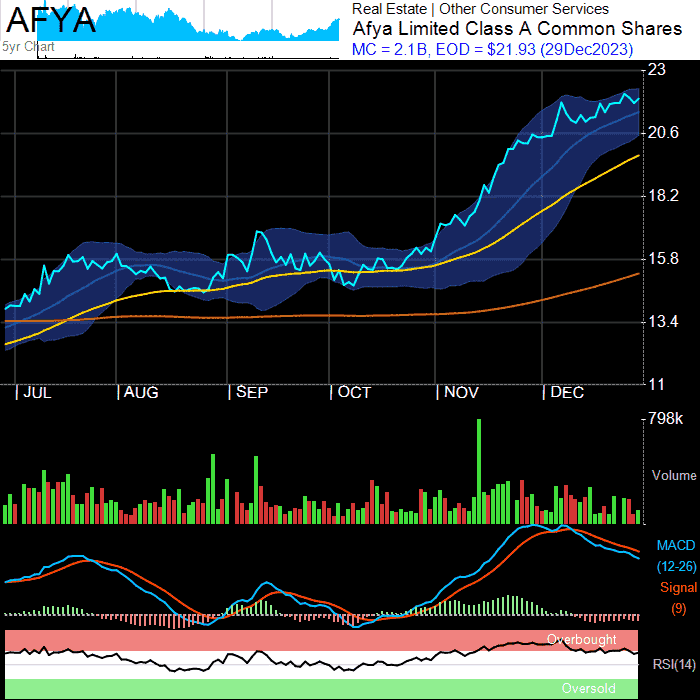 AFYA
5yr Chart
Real Estate | Other Consumer Services
Afya Limited Class A Common Shares
MC = 2.1B, EOD = $21.93 (29Dec2023)
23
20.6
18.2
15.8
13.4
11
|JUL |AUG |SEP |OCT |NOV |DEC
798k
Volume
MACD
(12-26)
Signal
(9)
Overbought
RSI(14)
Oversold